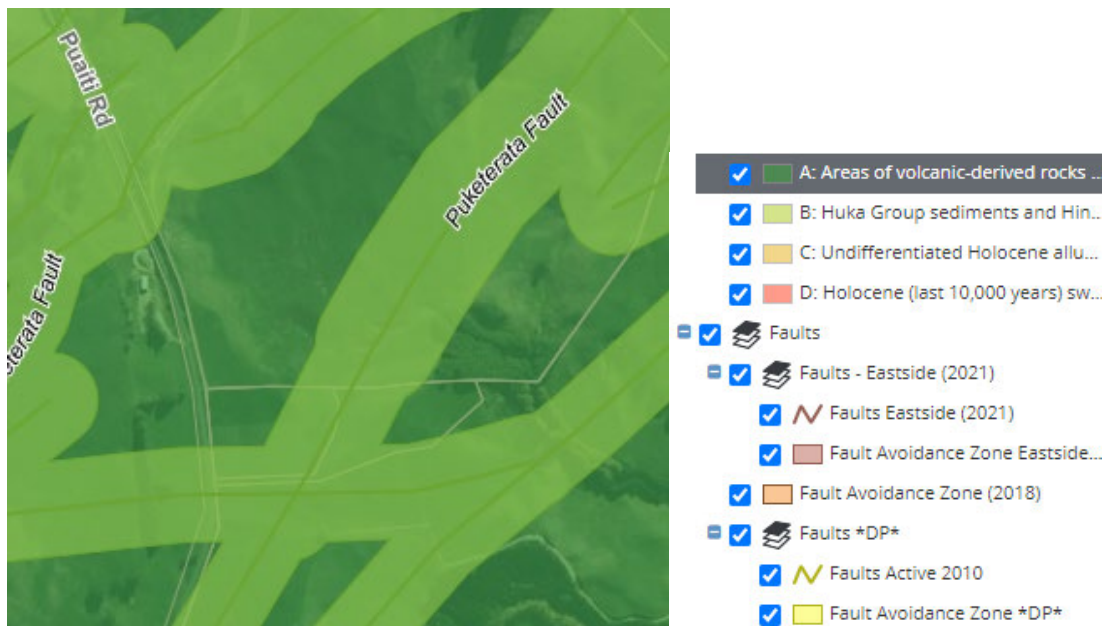 Puaiti Rd
Puketerata Fault
eterata Fault
A: Areas of volcanic-derived rocks ...
B: Huka Group sediments and Hin...
C: Undifferentiated Holocene allu...
D: Holocene (last 10,000 years) sw...
Faults
Faults - Eastside (2021)
Faults Eastside (2021)
Fault Avoidance Zone Eastside...
Fault Avoidance Zone (2018)
Faults *DP*
Faults Active 2010
Fault Avoidance Zone *DP*